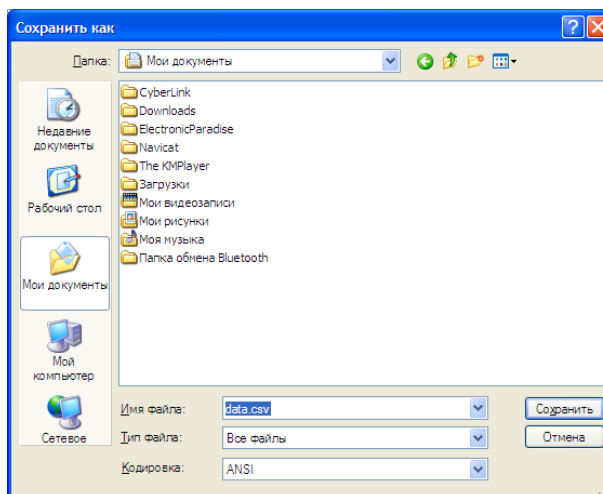 Сохранить как
Папка:
Мои документы
Недавние документы
Рабочий стол
Мои документы
Мой компьютер
Сетевое
CyberLink
Downloads
ElectronicParadise
Navicat
The KMPlayer
Загрузки
Мои видеозаписи
Мои рисунки
Моя музыка
Папка обмена Bluetooth
Имя файла:
data.csv
Сохранить
Тип файла:
Все файлы
Отмена
Кодировка:
ANSI